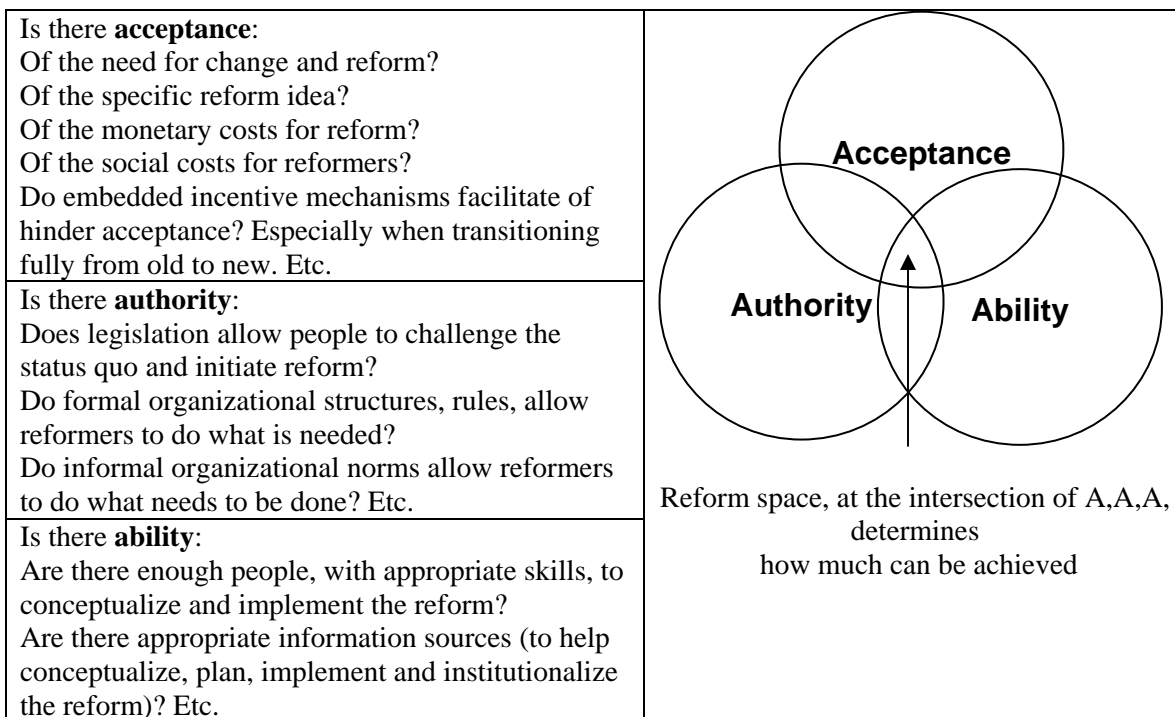 Is there acceptance:
Of the need for change and reform?
Of the specific reform idea?
Of the monetary costs for reform?
Of the social costs for reformers?
Do embedded incentive mechanisms facilitate of
hinder acceptance? Especially when transitioning
fully from old to new. Etc.
Is there authority:
Does legislation allow people to challenge the
status quo and initiate reform?
Do formal organizational structures, rules, allow
reformers to do what is needed?
Do informal organizational norms allow reformers
to do what needs to be done? Etc.
Is there ability:
Are there enough people, with appropriate skills, to
conceptualize and implement the reform?
Are there appropriate information sources (to help
conceptualize, plan, implement and institutionalize
the reform)? Etc.
Acceptance
Authority
Ability
Reform space, at the intersection of A,A,A,
determines
how much can be achieved